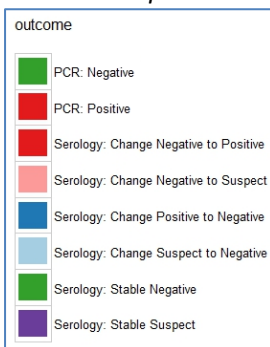 outcome
PCR: Negative
PCR: Positive
Serology: Change Negative to Positive
Serology: Change Negative to Suspect
Serology: Change Positive to Negative
Serology: Change Suspect to Negative
Serology: Stable Negative
Serology: Stable Suspect